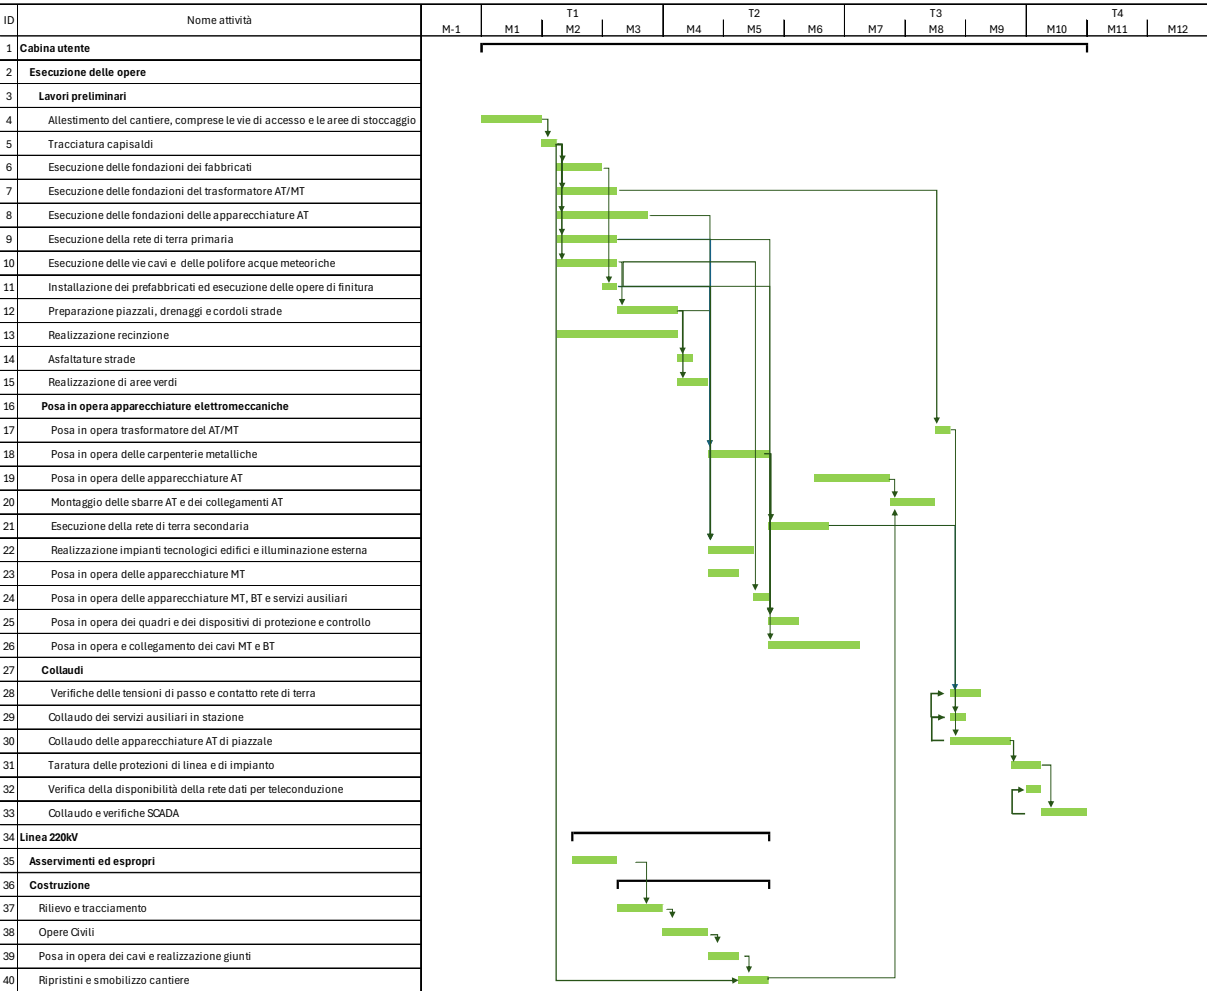 ID Nome attività T1 T2 T3 T4
M-1 M1 M2 M3 M4 M5 M6 M7 M8 M9 M10 M11 M12
1 Cabina utente
2 Esecuzione delle opere
3 Lavori preliminari
4 Allestimento del cantiere, comprese le vie di accesso e le aree di stoccaggio
5 Tracciatura capisaldi
6 Esecuzione delle fondazioni dei fabbricati
7 Esecuzione delle fondazioni del trasformatore AT/MT
8 Esecuzione delle fondazioni delle apparecchiature AT
9 Esecuzione della rete di terra primaria
10 Esecuzione delle vie cavi e delle polifore acque meteoriche
11 Installazione dei prefabbricati ed esecuzione delle opere di finitura
12 Preparazione piazzali, drenaggi e cordoli strade
13 Realizzazione recinzione
14 Asfaltature strade
15 Realizzazione di aree verdi
16 Posa in opera apparecchiature elettromeccaniche
17 Posa in opera trasformatore del AT/MT
18 Posa in opera delle carpenterie metalliche
19 Posa in opera delle apparecchiature AT
20 Montaggio delle sbarre AT e dei collegamenti AT
21 Esecuzione della rete di terra secondaria
22 Realizzazione impianti tecnologici edifici e illuminazione esterna
23 Posa in opera delle apparecchiature MT
24 Posa in opera delle apparecchiature MT, BT e servizi ausiliari
25 Posa in opera dei quadri e dei dispositivi di protezione e controllo
26 Posa in opera e collegamento dei cavi MT e BT
27 Collaudi
28 Verifiche delle tensioni di passo e contatto rete di terra
29 Collaudo dei servizi ausiliari in stazione
30 Collaudo delle apparecchiature AT di piazzale
31 Taratura delle protezioni di linea e di impianto
32 Verifica della disponibilità della rete dati per teleconduzione
33 Collaudo e verifiche SCADA
34 Linea 220kV
35 Asservimenti ed espropri
36 Costruzione
37 Rilievo e tracciamento
38 Opere Civili
39 Posa in opera dei cavi e realizzazione giunti
40 Ripristini e smobilizo cantiere